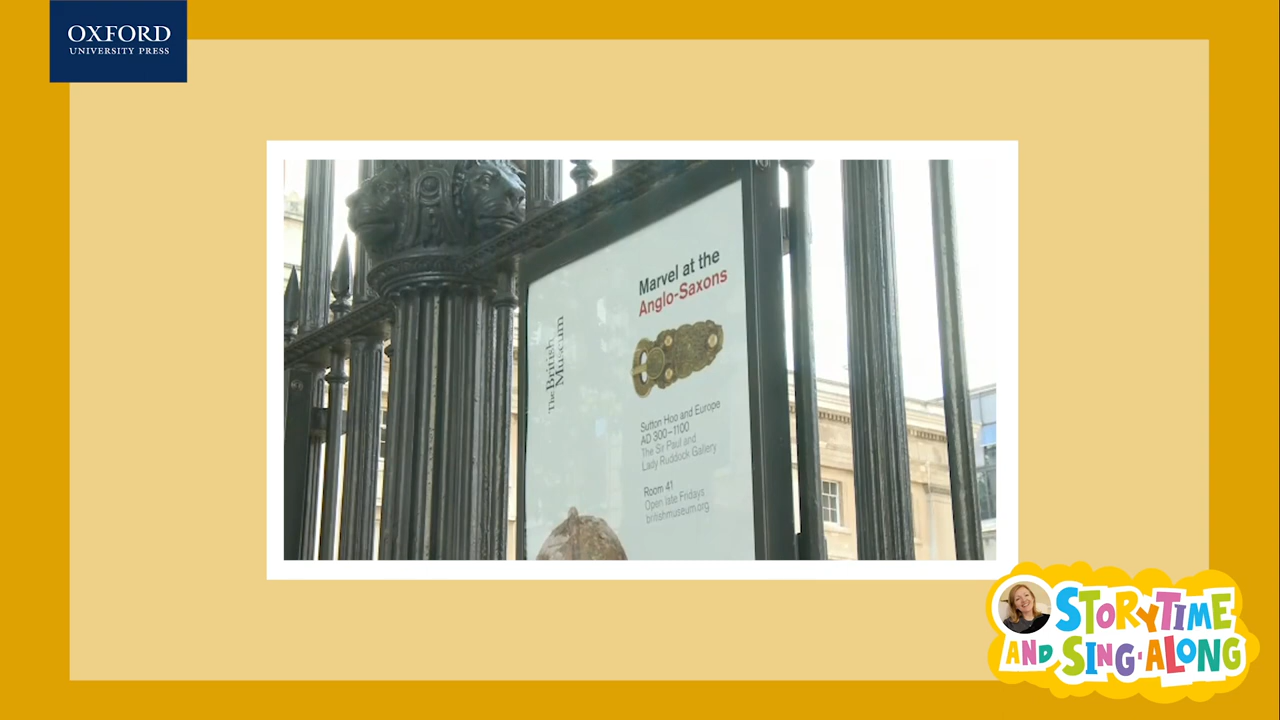 OXFORD
UNIVERSITY PRESS
The British
Museum
Marvel at the
Anglo-Saxons
Sutton Hoo and Europe
AD 300–1100
The Sir Paul and
Lady Ruddock Gallery
Room 41
Open late Fridays
britishmuseum.org
STORYTIME
AND SING-ALONG